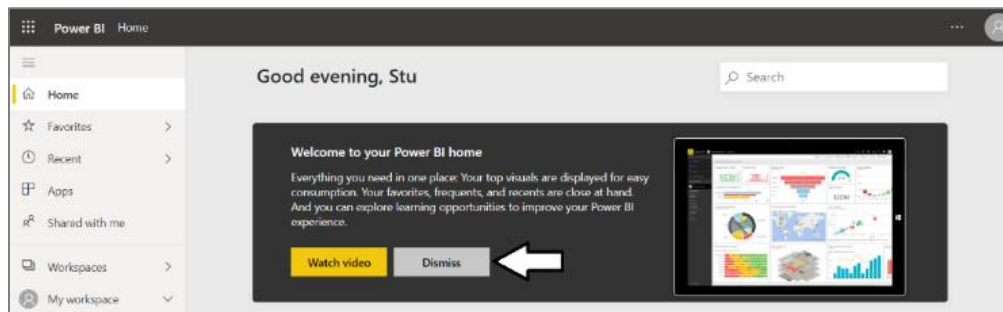 Power BI Home
Good evening, Stu
Search
Home
Favorites
Recent
Apps
Shared with me
Workspaces
My workspace
Welcome to your Power BI home
Everything you need in one place: Your top visuals are displayed for easy
consumption. Your favorites, frequents, and recents are close at hand.
And you can explore learning opportunities to improve your Power BI
experience.
Watch video
Dismiss